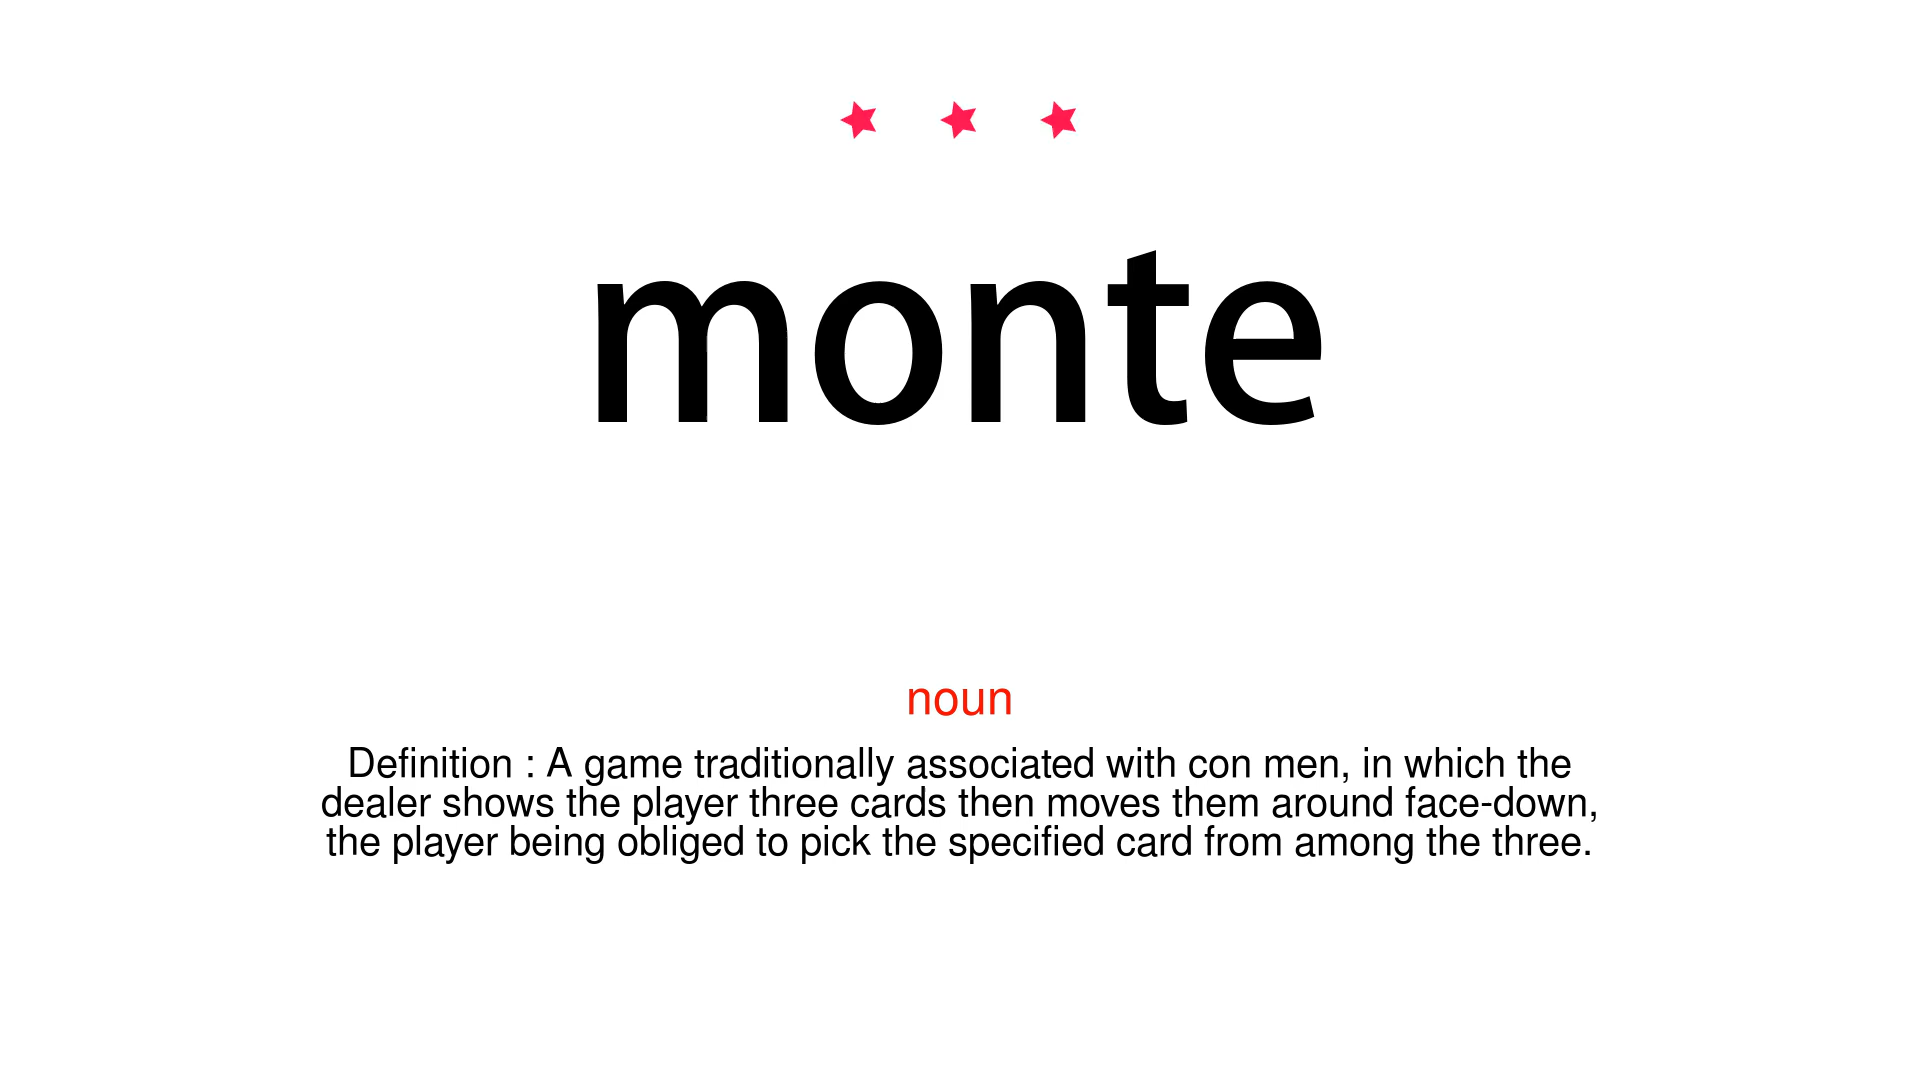 monte
noun
Definition : A game traditionally associated with con men, in which the
dealer shows the player three cards then moves them around face-down,
the player being obliged to pick the specified card from among the three.